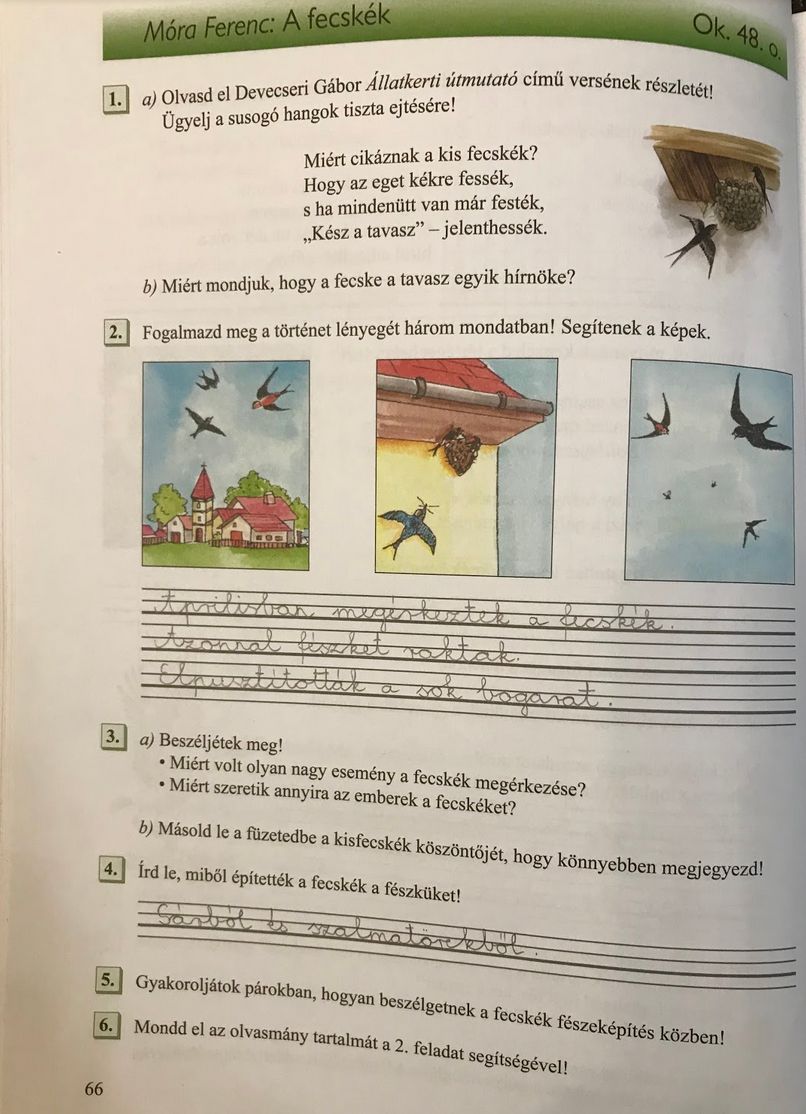 Móra Ferenc: A fecskék
Ok. 48. o.
1. a) Olvasd el Devecseri Gábor Állatkerti útmutató című versének részletét!
Ügyelj a susogó hangok tiszta ejtésére!
Miért cikáznak a kis fecskék?
Hogy az eget kékre fessék,
s ha mindenütt van már festék,
„Kész a tavasz” – jelenthessék.
b) Miért mondjuk, hogy a fecske a tavasz egyik hírnöke?
2. Fogalmazd meg a történet lényegét három mondatban! Segítenek a képek.
Áprilisban megérkeztek a fecskék.
Azonnal fészket raktak.
Elpusztították a sok bogarat.
3. a) Beszéljétek meg!
• Miért volt olyan nagy esemény a fecskék megérkezése?
• Miért szeretik annyira az emberek a fecskéket?
b) Másold le a füzetedbe a kisfecskék köszöntőjét, hogy könnyebben megjegyezd!
4. Írd le, miből építették a fecskék a fészküket!
Sárból és szalmatörekből.
5. Gyakoroljátok párokban, hogyan beszélgetnek a fecskék fészeképítés közben!
6. Mondd el az olvasmány tartalmát a 2. feladat segítségével!
66